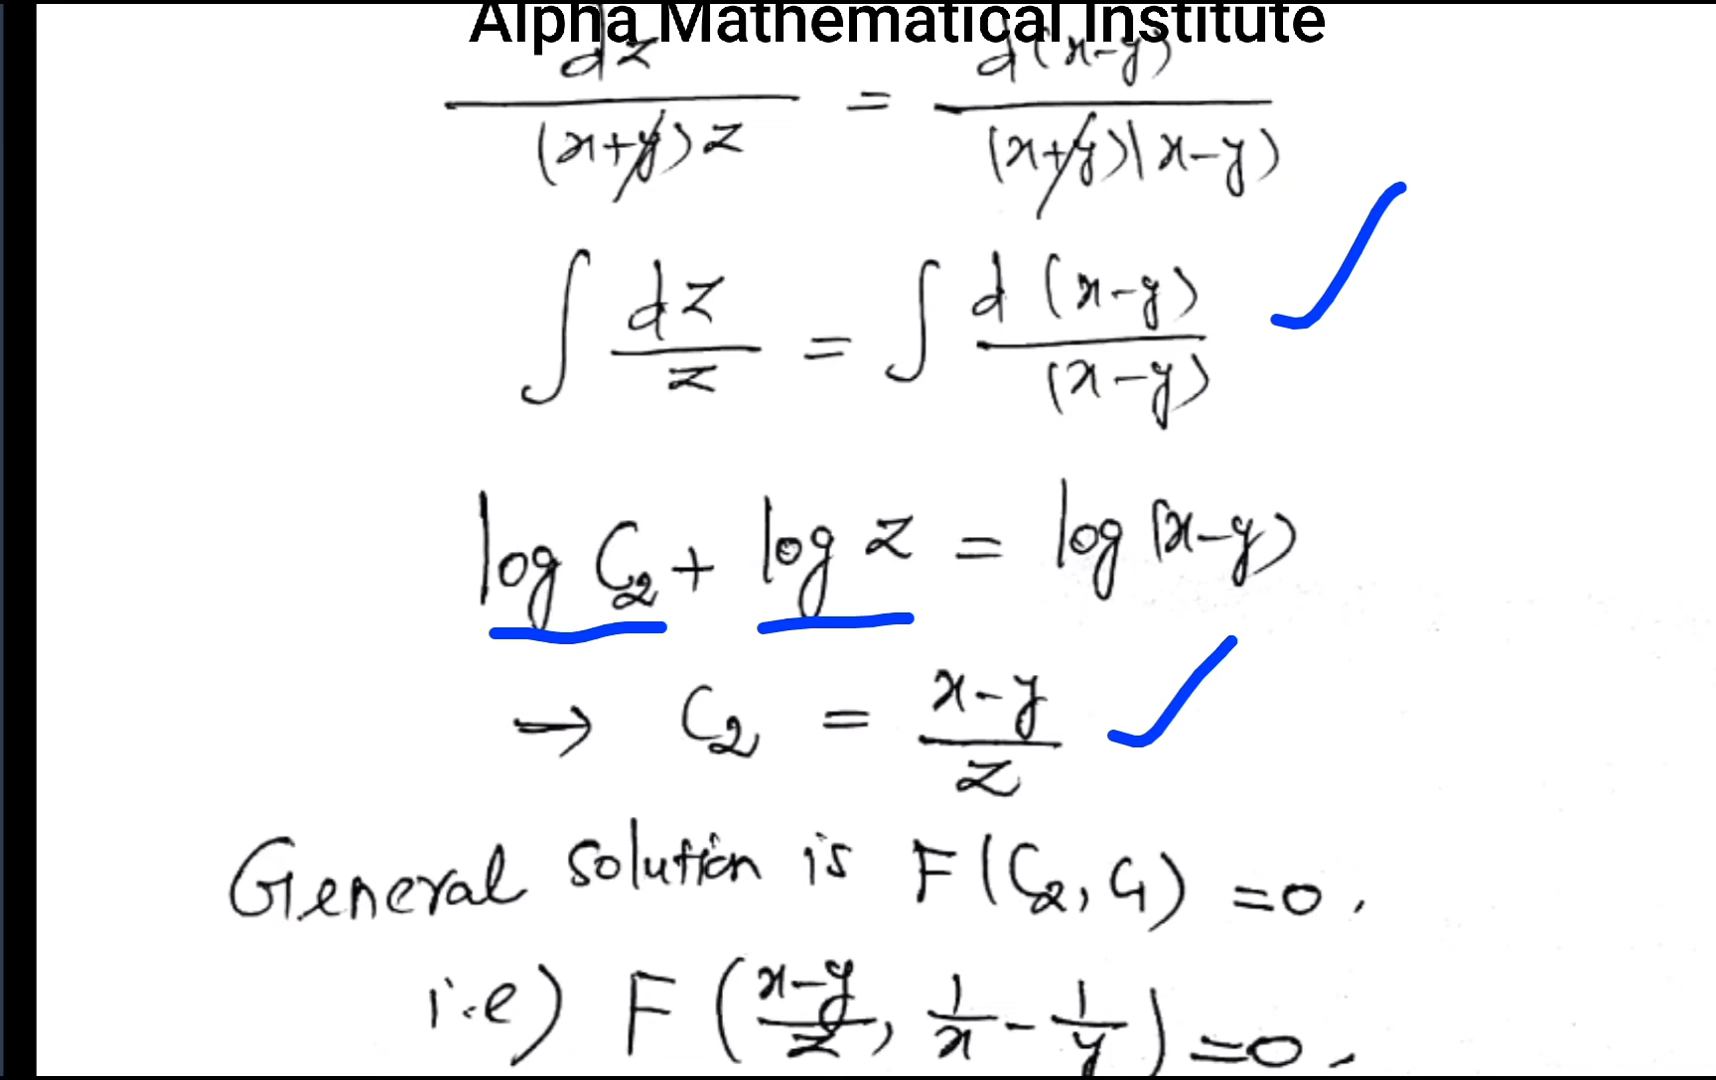 Alpha Mathematical Institute
dz / (x+y)z = d(x-y) / (x+y)(x-y)
∫ dz/z = ∫ d(x-y)/(x-y)
log C₂ + log z = log (x-y)
→ C₂ = (x-y)/z
General solution is F(C₂, C₁) = 0.
i.e) F((x-y)/z, 1/x - 1/y) = 0.